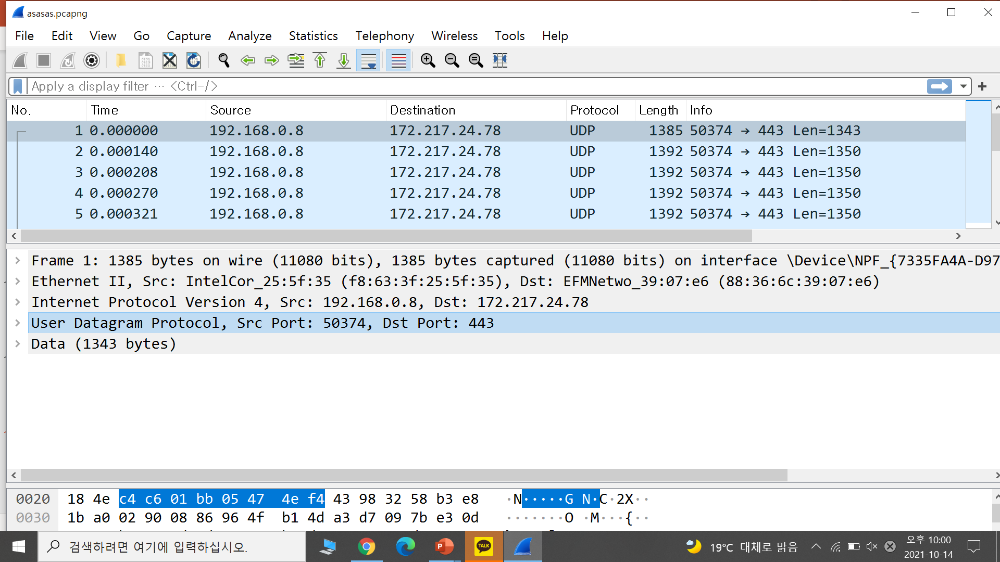 asasas.pcapng
File Edit View Go Capture Analyze Statistics Telephony Wireless Tools Help
Apply a display filter ··· <Ctrl-/>
No. Time Source Destination Protocol Length Info
1 0.000000 192.168.0.8 172.217.24.78 UDP 1385 50374 → 443 Len=1343
2 0.000140 192.168.0.8 172.217.24.78 UDP 1392 50374 → 443 Len=1350
3 0.000208 192.168.0.8 172.217.24.78 UDP 1392 50374 → 443 Len=1350
4 0.000270 192.168.0.8 172.217.24.78 UDP 1392 50374 → 443 Len=1350
5 0.000321 192.168.0.8 172.217.24.78 UDP 1392 50374 → 443 Len=1350
Frame 1: 1385 bytes on wire (11080 bits), 1385 bytes captured (11080 bits) on interface \Device\NPF_{7335FA4A-D97
Ethernet II, Src: IntelCor_25:5f:35 (f8:63:3f:25:5f:35), Dst: EFMNetwo_39:07:e6 (88:36:6c:39:07:e6)
Internet Protocol Version 4, Src: 192.168.0.8, Dst: 172.217.24.78
User Datagram Protocol, Src Port: 50374, Dst Port: 443
Data (1343 bytes)
0020 18 4e c4 c6 01 bb 05 47 4e f4 43 98 32 58 b3 e8 ·N·····G N·C·2X··
0030 1b a0 02 90 08 86 96 4f b1 4d a3 d7 09 7b e3 0d ·······O ·M···{··
검색하려면 여기에 입력하십시오.
TALK
19°C 대체로 맑음
오후 10:00
2021-10-14